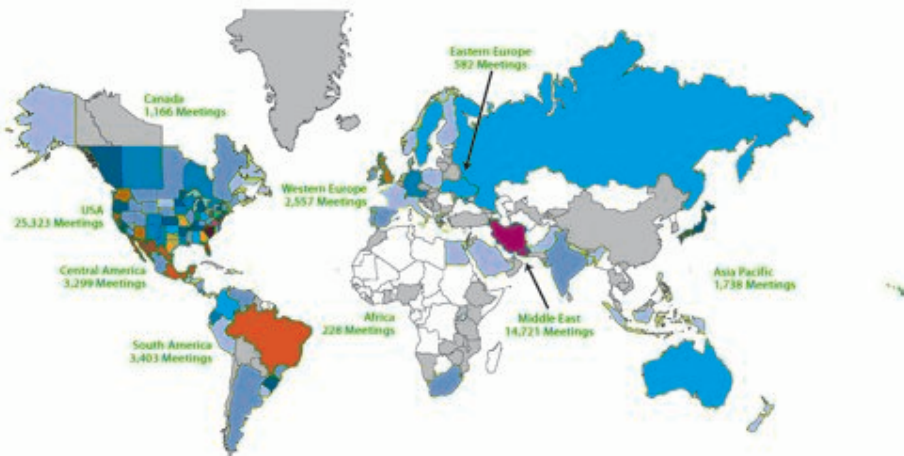 Eastern Europe
582 Meetings
Canada
1,166 Meetings
Western Europe
2,557 Meetings
USA
25,323 Meetings
Central America
3,299 Meetings
Asia Pacific
1,738 Meetings
Africa
228 Meetings
Middle East
14,721 Meetings
South America
3,403 Meetings